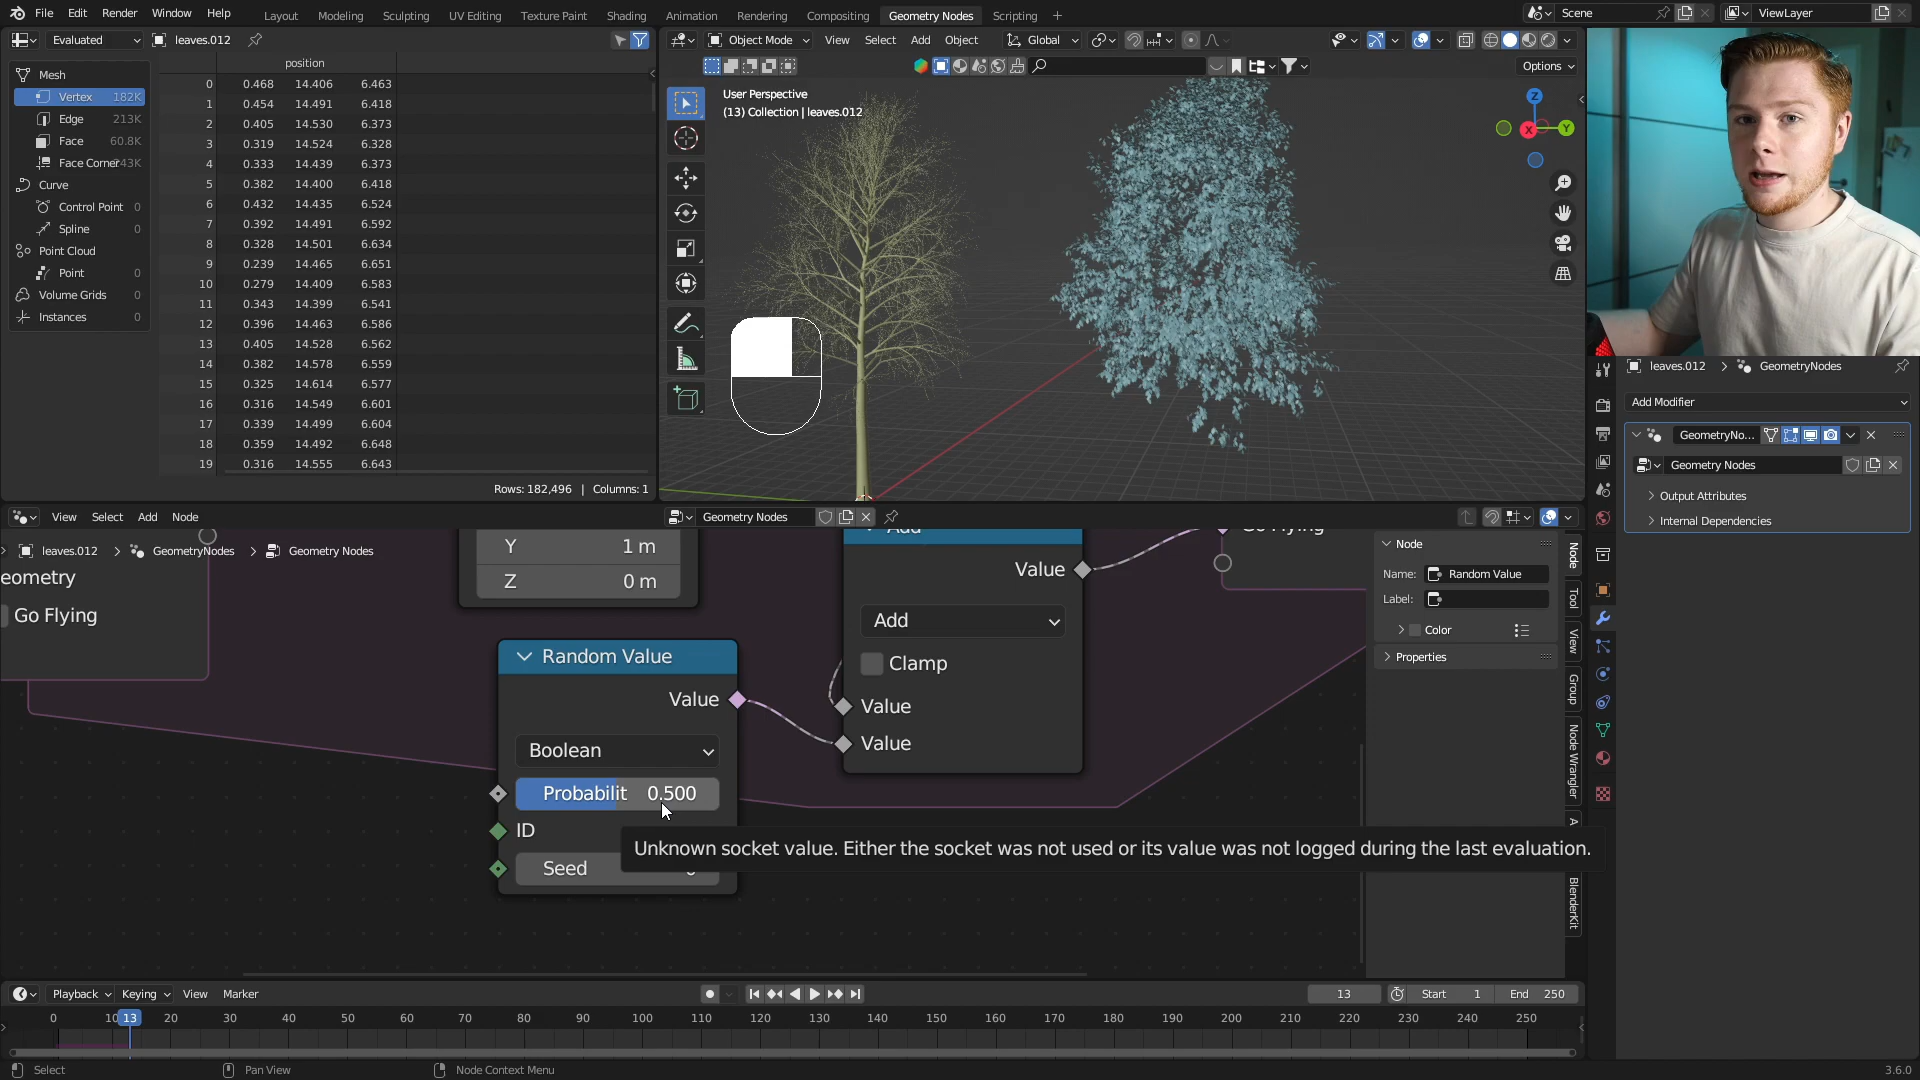 File Edit Render Window Help Layout Modeling Sculpting UV Editing Texture Paint Shading Animation Rendering Compositing Geometry Nodes Scripting + Scene ViewLayer
Evaluated leaves.012
Object Mode View Select Add Object Global
Options
Mesh
Vertex 182K
Edge 213K
Face 60.8K
Face Corner 43K
Curve
Control Point 0
Spline 0
Point Cloud
Point 0
Volume Grids 0
Instances 0
position
0 0.468 14.406 6.463
1 0.454 14.491 6.418
2 0.405 14.530 6.373
3 0.319 14.524 6.328
4 0.333 14.439 6.373
5 0.382 14.400 6.418
6 0.432 14.435 6.524
7 0.392 14.491 6.592
8 0.328 14.501 6.634
9 0.239 14.465 6.651
10 0.279 14.409 6.583
11 0.343 14.399 6.541
12 0.396 14.463 6.586
13 0.405 14.528 6.562
14 0.382 14.578 6.559
15 0.325 14.614 6.577
16 0.316 14.549 6.601
17 0.339 14.499 6.604
18 0.359 14.492 6.648
19 0.316 14.555 6.643
Rows: 182,496 | Columns: 1
User Perspective
(13) Collection | leaves.012
Z
X
Y
leaves.012 > GeometryNodes
Add Modifier
GeometryNo...
Geometry Nodes
Output Attributes
Internal Dependencies
View Select Add Node Geometry Nodes
leaves.012 > GeometryNodes > Geometry Nodes
eometry
Go Flying
Y 1 m
Z 0 m
Random Value
Value
Boolean
Probabilit 0.500
ID
Seed
Add
Value
Add
Clamp
Value
Value
Go Flying
Unknown socket value. Either the socket was not used or its value was not logged during the last evaluation.
Node
Name: Random Value
Label:
Color
Properties
Node
Tool
View
Group
Node Wrangler
A
BlenderKit
Playback Keying View Marker 13 Start 1 End 250
0 10 13 20 30 40 50 60 70 80 90 100 110 120 130 140 150 160 170 180 190 200 210 220 230 240 250
Select Pan View Node Context Menu 3.6.0